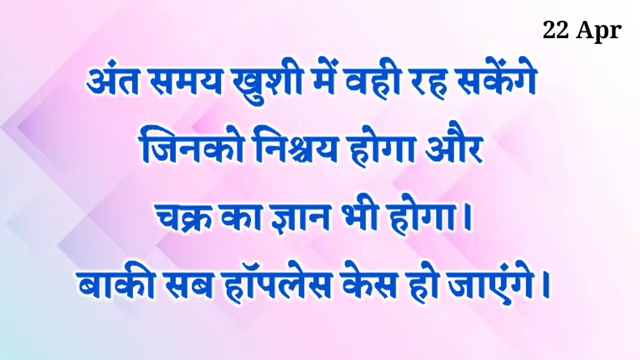 22 Apr
अंत समय खुशी में वही रह सकेंगे
जिनको निश्चय होगा और
चक्र का ज्ञान भी होगा।
बाकी सब हॉपलेस केस हो जाएंगे।